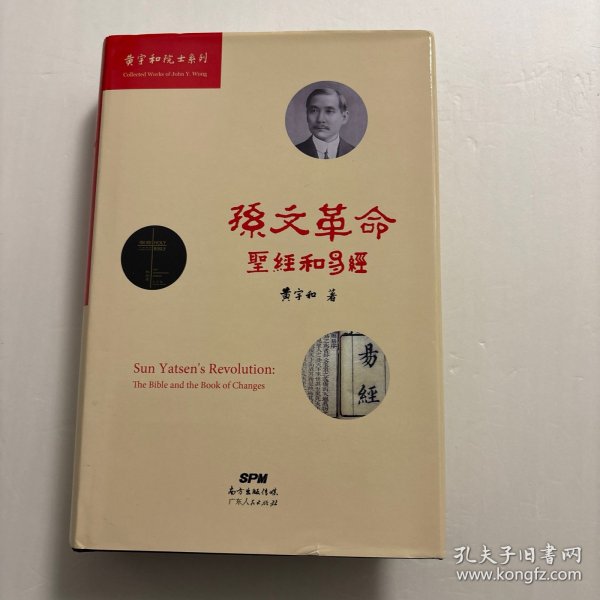 黄宇和院士系列
Collected Works of John Y. Wong
孫文革命
聖經和易經
黄宇和 著
Sun Yatsen's Revolution:
The Bible and the Book of Changes
易經
SPM
南方出版传媒
广东人民出版社
孔夫子旧书网
www.kongfz.com